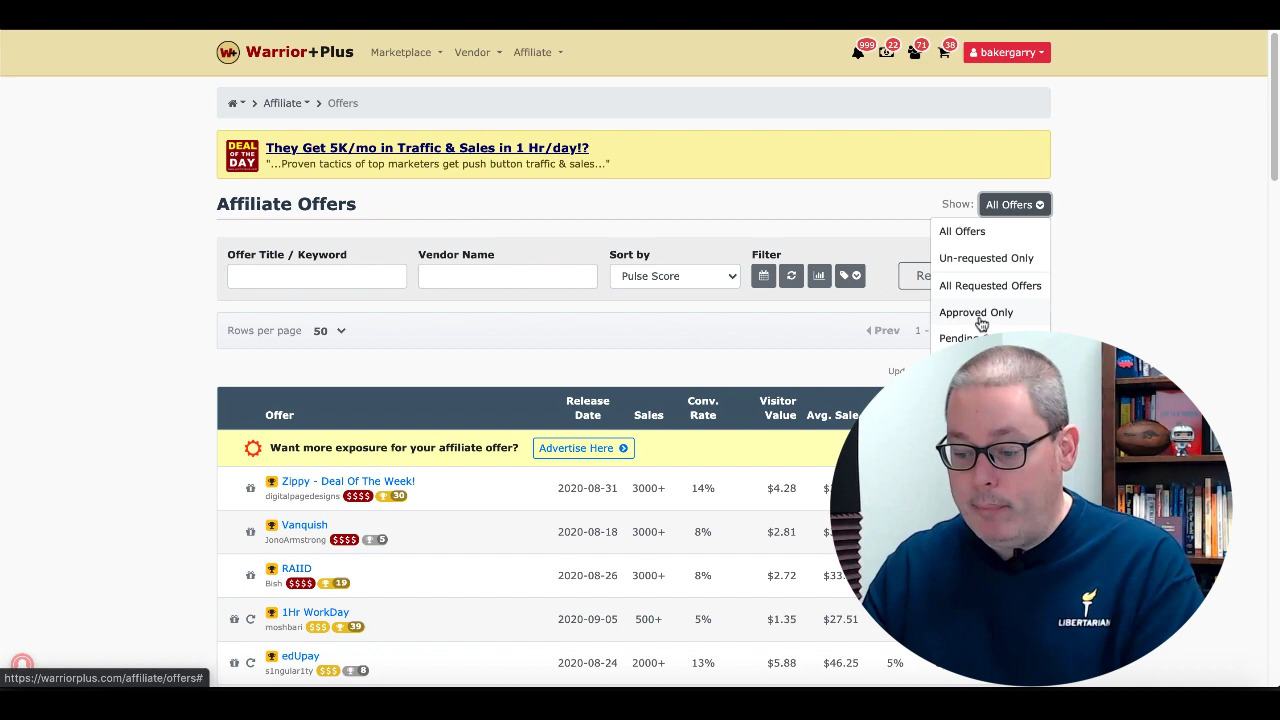 Warrior+Plus Marketplace Vendor Affiliate 999 22 71 38 bakergarry
Affiliate Offers
DEAL OF THE DAY They Get 5K/mo in Traffic & Sales in 1 Hr/day!?
"...Proven tactics of top marketers get push button traffic & sales..."
Affiliate Offers Show: All Offers
All Offers
Un-requested Only
All Requested Offers
Approved Only
Offer Title / Keyword Vendor Name Sort by Filter
Pulse Score
Rows per page 50 Prev 1 -
Offer Release Date Sales Conv. Rate Visitor Value Avg. Sale
Want more exposure for your affiliate offer? Advertise Here
Zippy - Deal Of The Week! 2020-08-31 3000+ 14% $4.28
digitalpagedesigns $$$$ 30
Vanquish 2020-08-18 3000+ 8% $2.81
JonoArmstrong $$$$ 5
RAIID 2020-08-26 3000+ 8% $2.72
Bish $$$$ 19
1Hr WorkDay 2020-09-05 500+ 5% $1.35 $27.51
moshbari $$$ 39
edUpay 2020-08-24 2000+ 13% $5.88 $46.25 5%
s1ngular1ty $$$ 8
LIBERTARIAN
https://warriorplus.com/affiliate/offers#